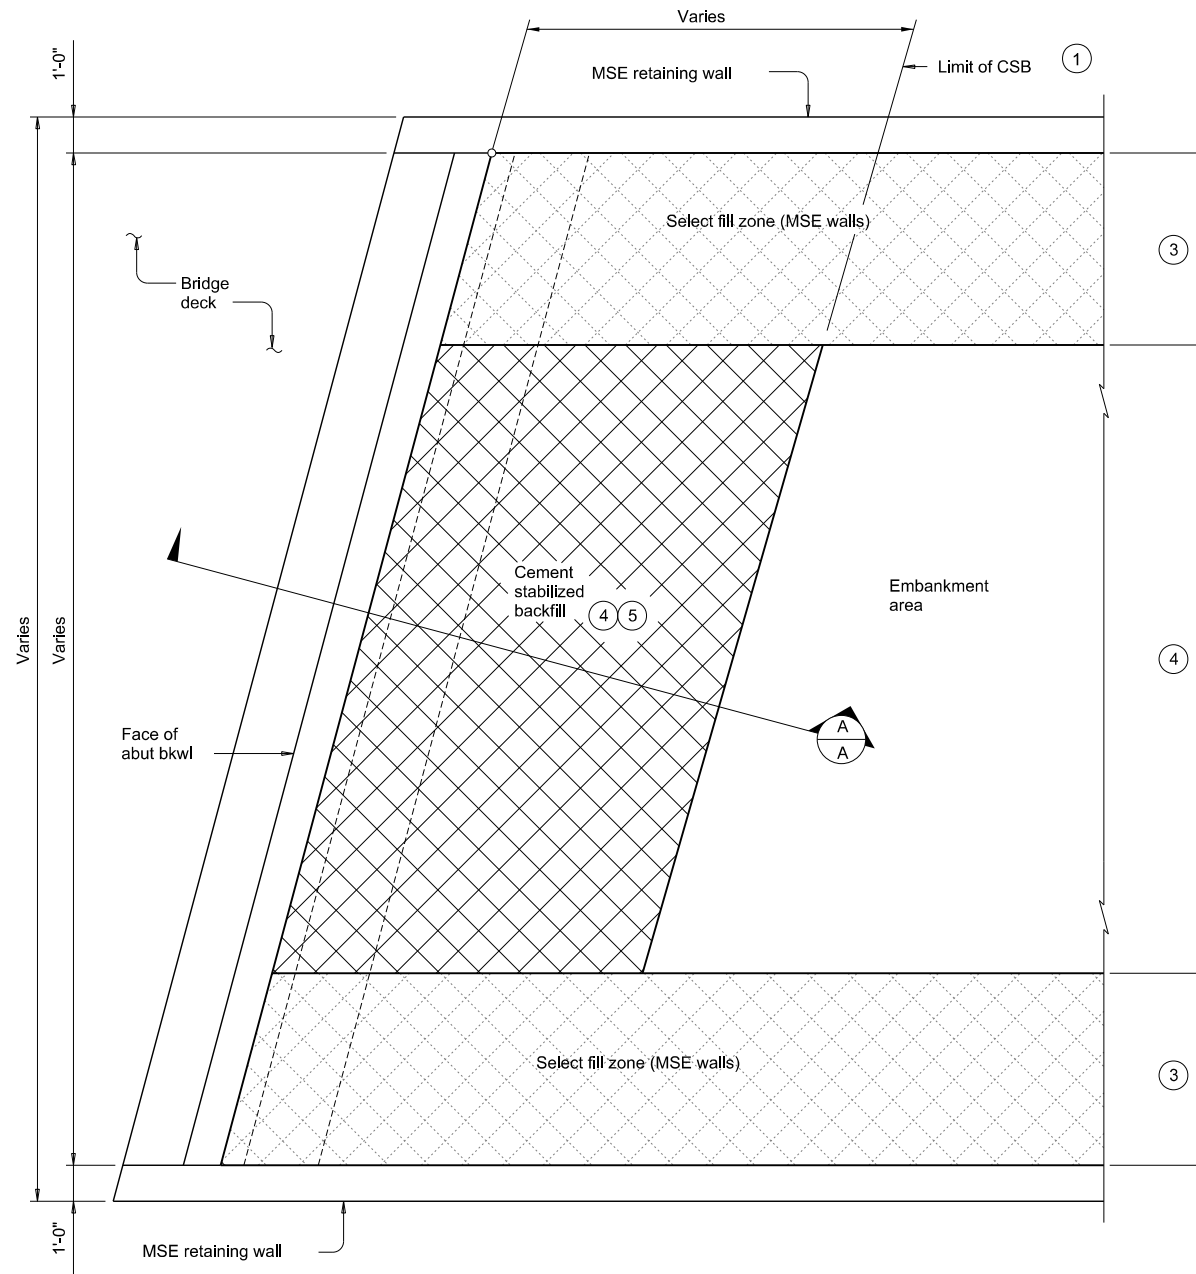 Varies
1'-0"
MSE retaining wall
Limit of CSB
1
Select fill zone (MSE walls)
3
Bridge
deck
Cement
stabilized
backfill
4
5
Embankment
area
Varies
Varies
4
Face of
abut bkwl
A
A
Select fill zone (MSE walls)
3
1'-0"
MSE retaining wall